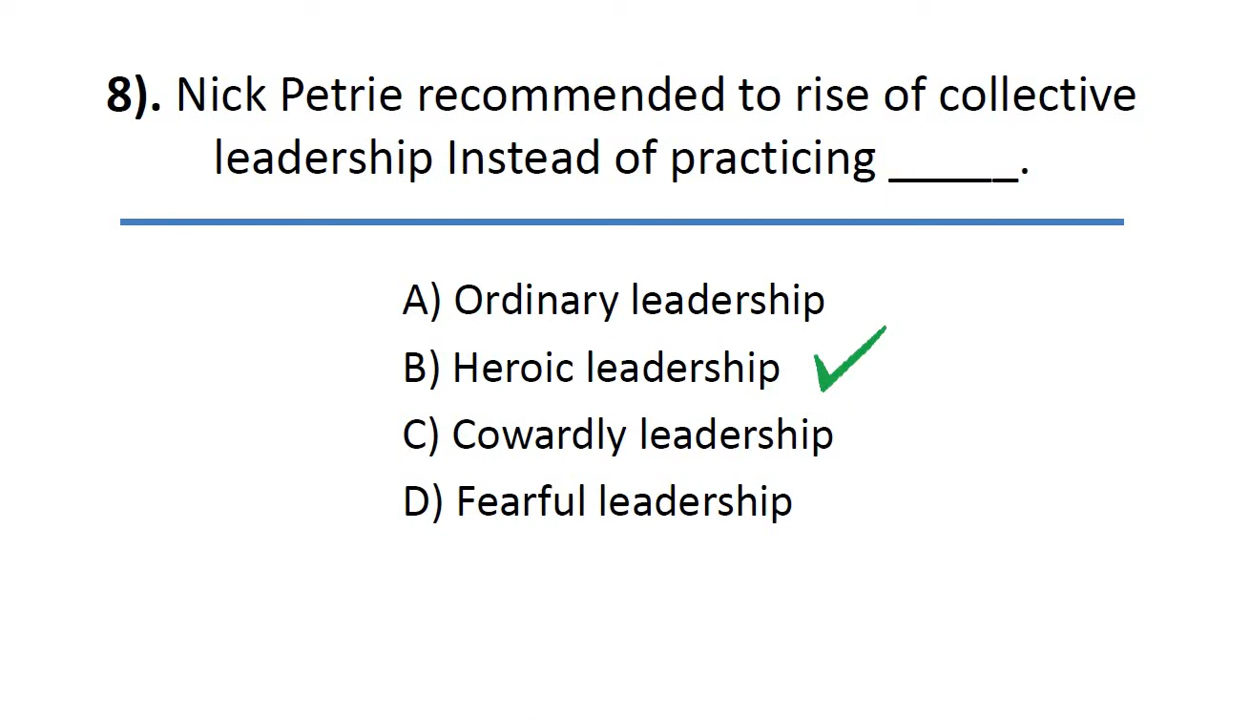 8). Nick Petrie recommended to rise of collective
leadership Instead of practicing _____.
A) Ordinary leadership
B) Heroic leadership
C) Cowardly leadership
D) Fearful leadership